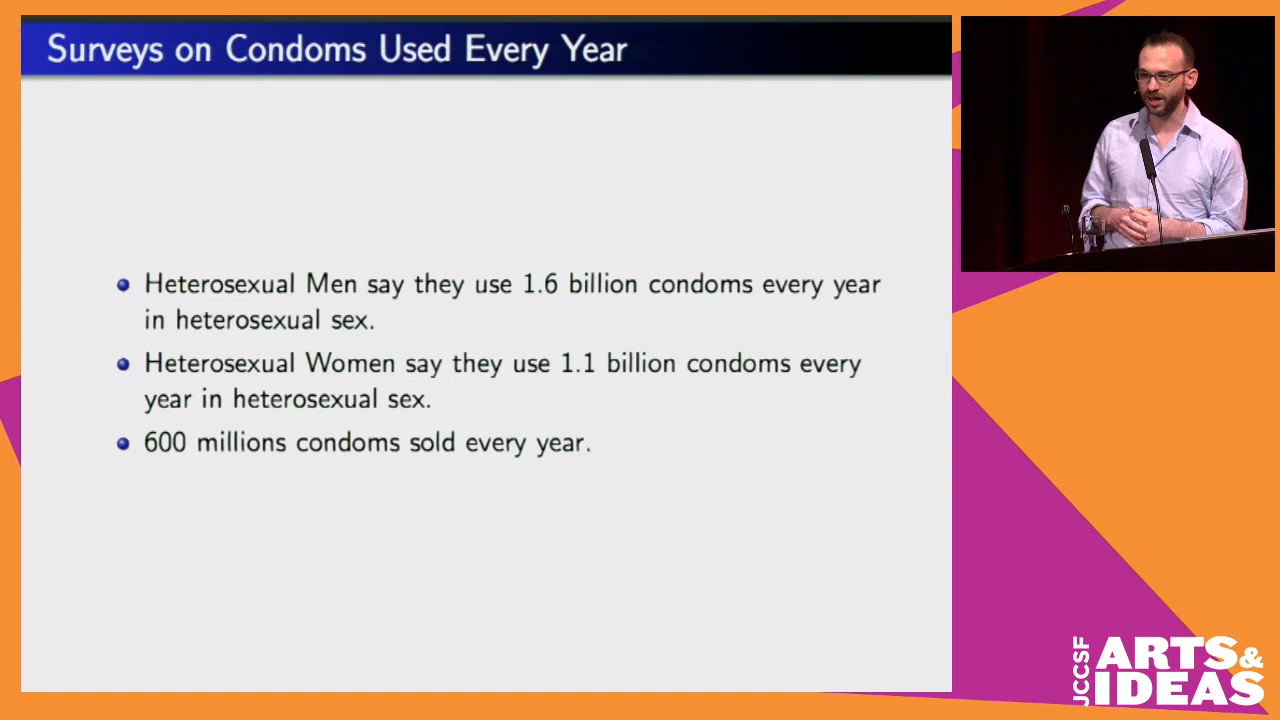 Surveys on Condoms Used Every Year
Heterosexual Men say they use 1.6 billion condoms every year
in heterosexual sex.
Heterosexual Women say they use 1.1 billion condoms every
year in heterosexual sex.
600 millions condoms sold every year.
JCCSF
ARTS&
IDEAS